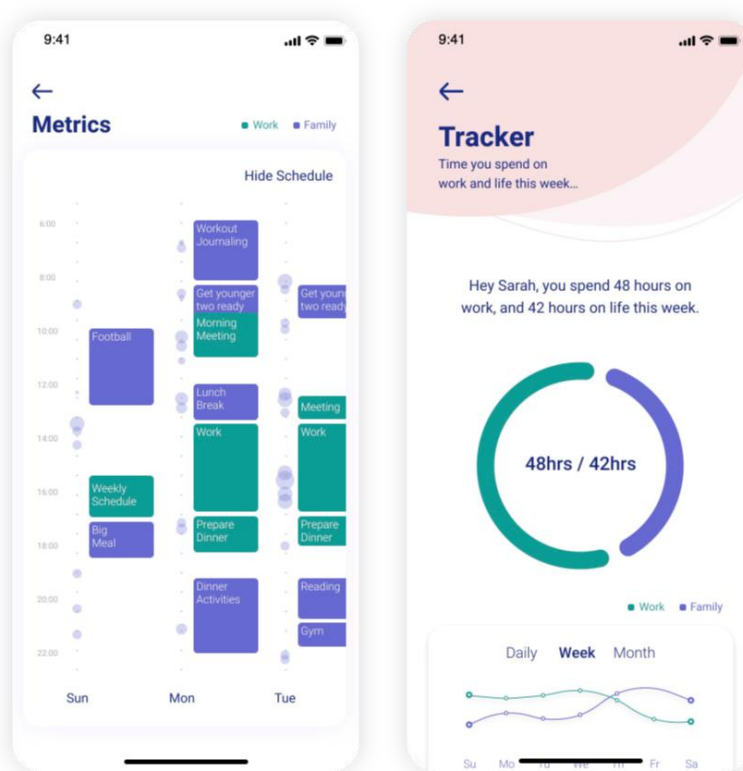 9:41
Metrics
Work Family
Hide Schedule
6:00
8:00
10:00
12:00
14:00
16:00
18:00
20:00
22:00
Football
Weekly
Schedule
Big
Meal
Workout
Journaling
Get younger
two ready
Morning
Meeting
Lunch
Break
Work
Prepare
Dinner
Dinner
Activities
Get youn
two ready
Meeting
Work
Prepare
Dinner
Reading
Gym
Sun Mon Tue
9:41
Tracker
Time you spend on
work and life this week...
Hey Sarah, you spend 48 hours on
work, and 42 hours on life this week.
48hrs / 42hrs
Work Family
Daily Week Month
Su Mo Tu We Fr Sa